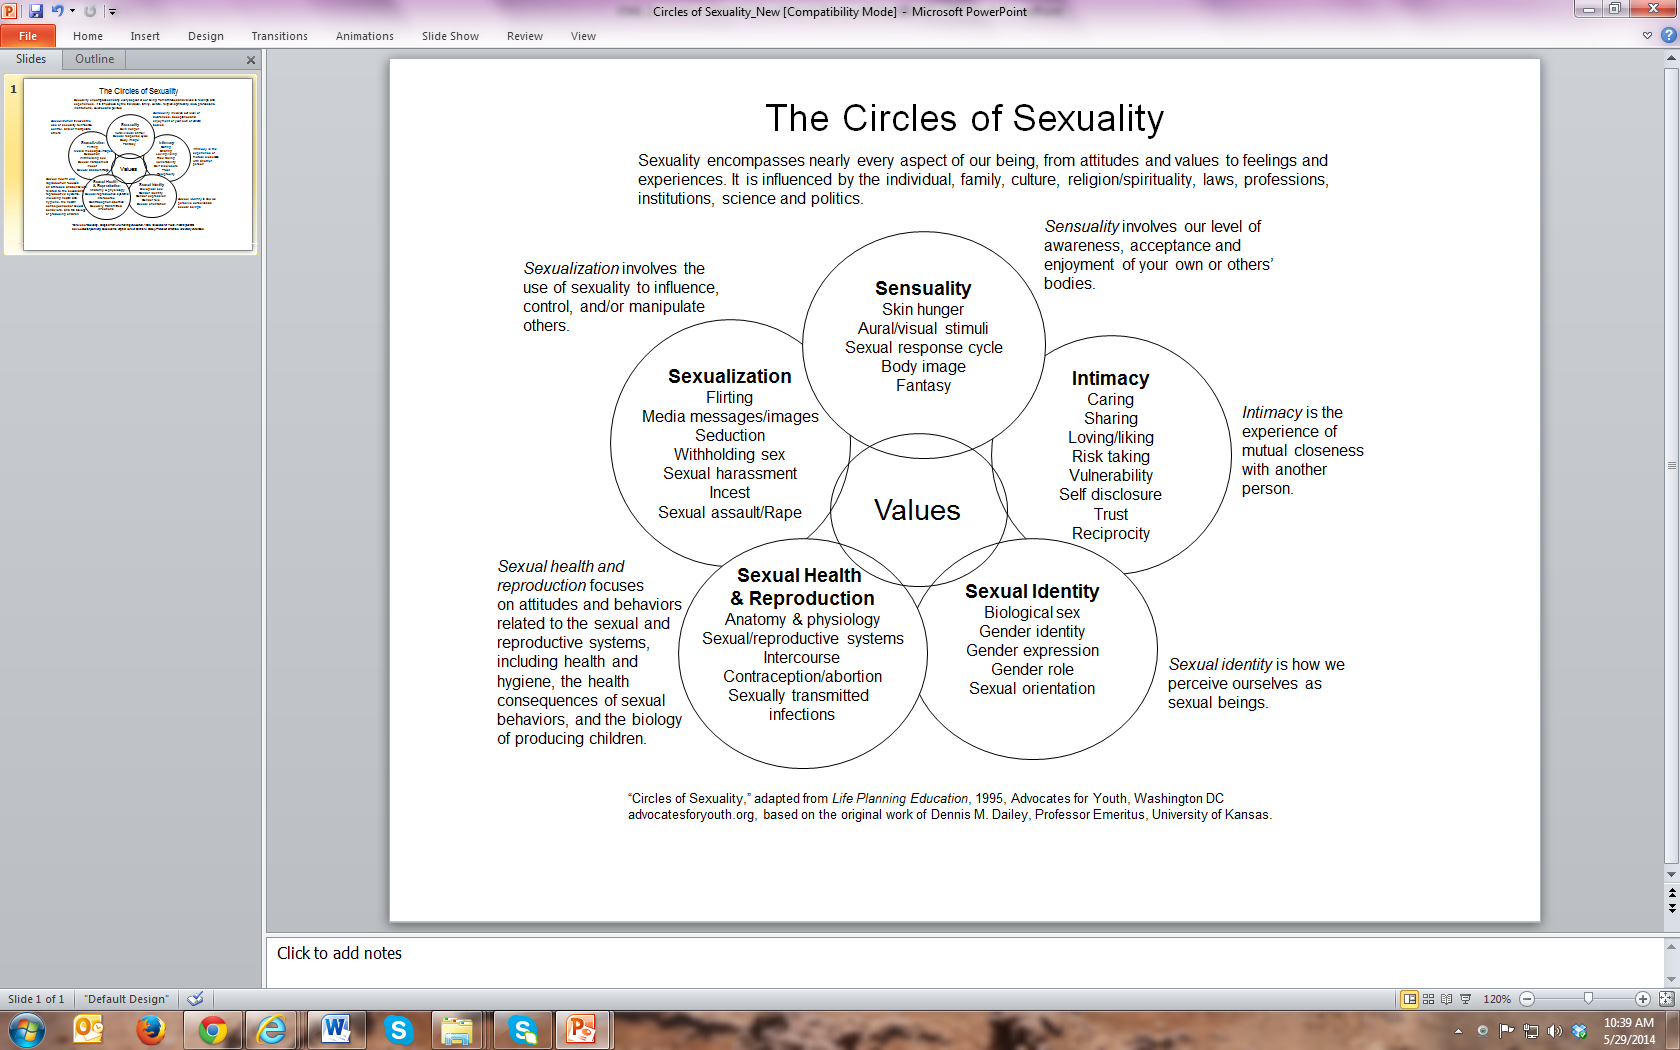 Circles of Sexuality_New [Compatibility Mode] - Microsoft PowerPoint
File Home Insert Design Transitions Animations Slide Show Review View
Slides Outline
1
The Circles of Sexuality
Values
The Circles of Sexuality
Sexuality encompasses nearly every aspect of our being, from attitudes and values to feelings and
experiences. It is influenced by the individual, family, culture, religion/spirituality, laws, professions,
institutions, science and politics.
Sensuality involves our level of
awareness, acceptance and
enjoyment of your own or others’
bodies.
Sexualization involves the
use of sexuality to influence,
control, and/or manipulate
others.
Sensuality
Skin hunger
Aural/visual stimuli
Sexual response cycle
Body image
Fantasy
Sexualization
Flirting
Media messages/images
Seduction
Withholding sex
Sexual harassment
Incest
Sexual assault/Rape
Intimacy
Caring
Sharing
Loving/liking
Risk taking
Vulnerability
Self disclosure
Trust
Reciprocity
Intimacy is the
experience of
mutual closeness
with another
person.
Values
Sexual health and
reproduction focuses
on attitudes and behaviors
related to the sexual and
reproductive systems,
including health and
hygiene, the health
consequences of sexual
behaviors, and the biology
of producing children.
Sexual Health
& Reproduction
Anatomy & physiology
Sexual/reproductive systems
Intercourse
Contraception/abortion
Sexually transmitted
infections
Sexual Identity
Biological sex
Gender identity
Gender expression
Gender role
Sexual orientation
Sexual identity is how we
perceive ourselves as
sexual beings.
“Circles of Sexuality,” adapted from Life Planning Education, 1995, Advocates for Youth, Washington DC
advocatesforyouth.org, based on the original work of Dennis M. Dailey, Professor Emeritus, University of Kansas.
Click to add notes
Slide 1 of 1 "Default Design" 120%
10:39 AM
5/29/2014